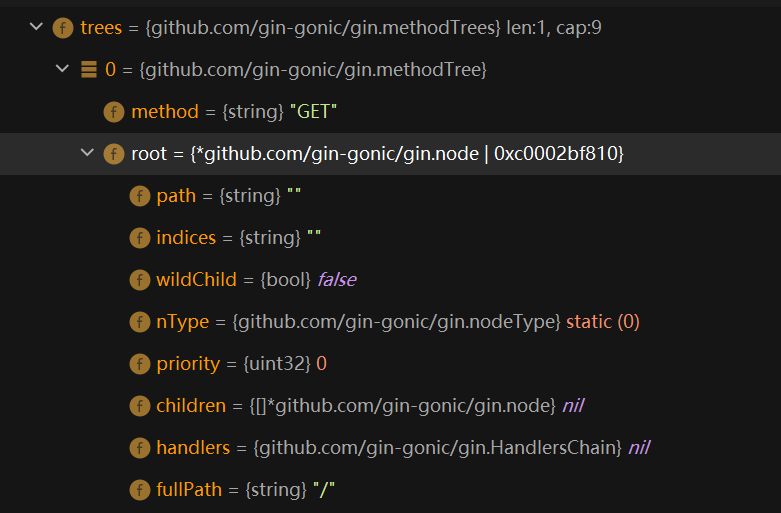 trees = {github.com/gin-gonic/gin.methodTrees} len:1, cap:9
0 = {github.com/gin-gonic/gin.methodTree}
method = {string} "GET"
root = {*github.com/gin-gonic/gin.node | 0xc0002bf810}
path = {string} ""
indices = {string} ""
wildChild = {bool} false
nType = {github.com/gin-gonic/gin.nodeType} static (0)
priority = {uint32} 0
children = {[]*github.com/gin-gonic/gin.node} nil
handlers = {github.com/gin-gonic/gin.HandlersChain} nil
fullPath = {string} "/"